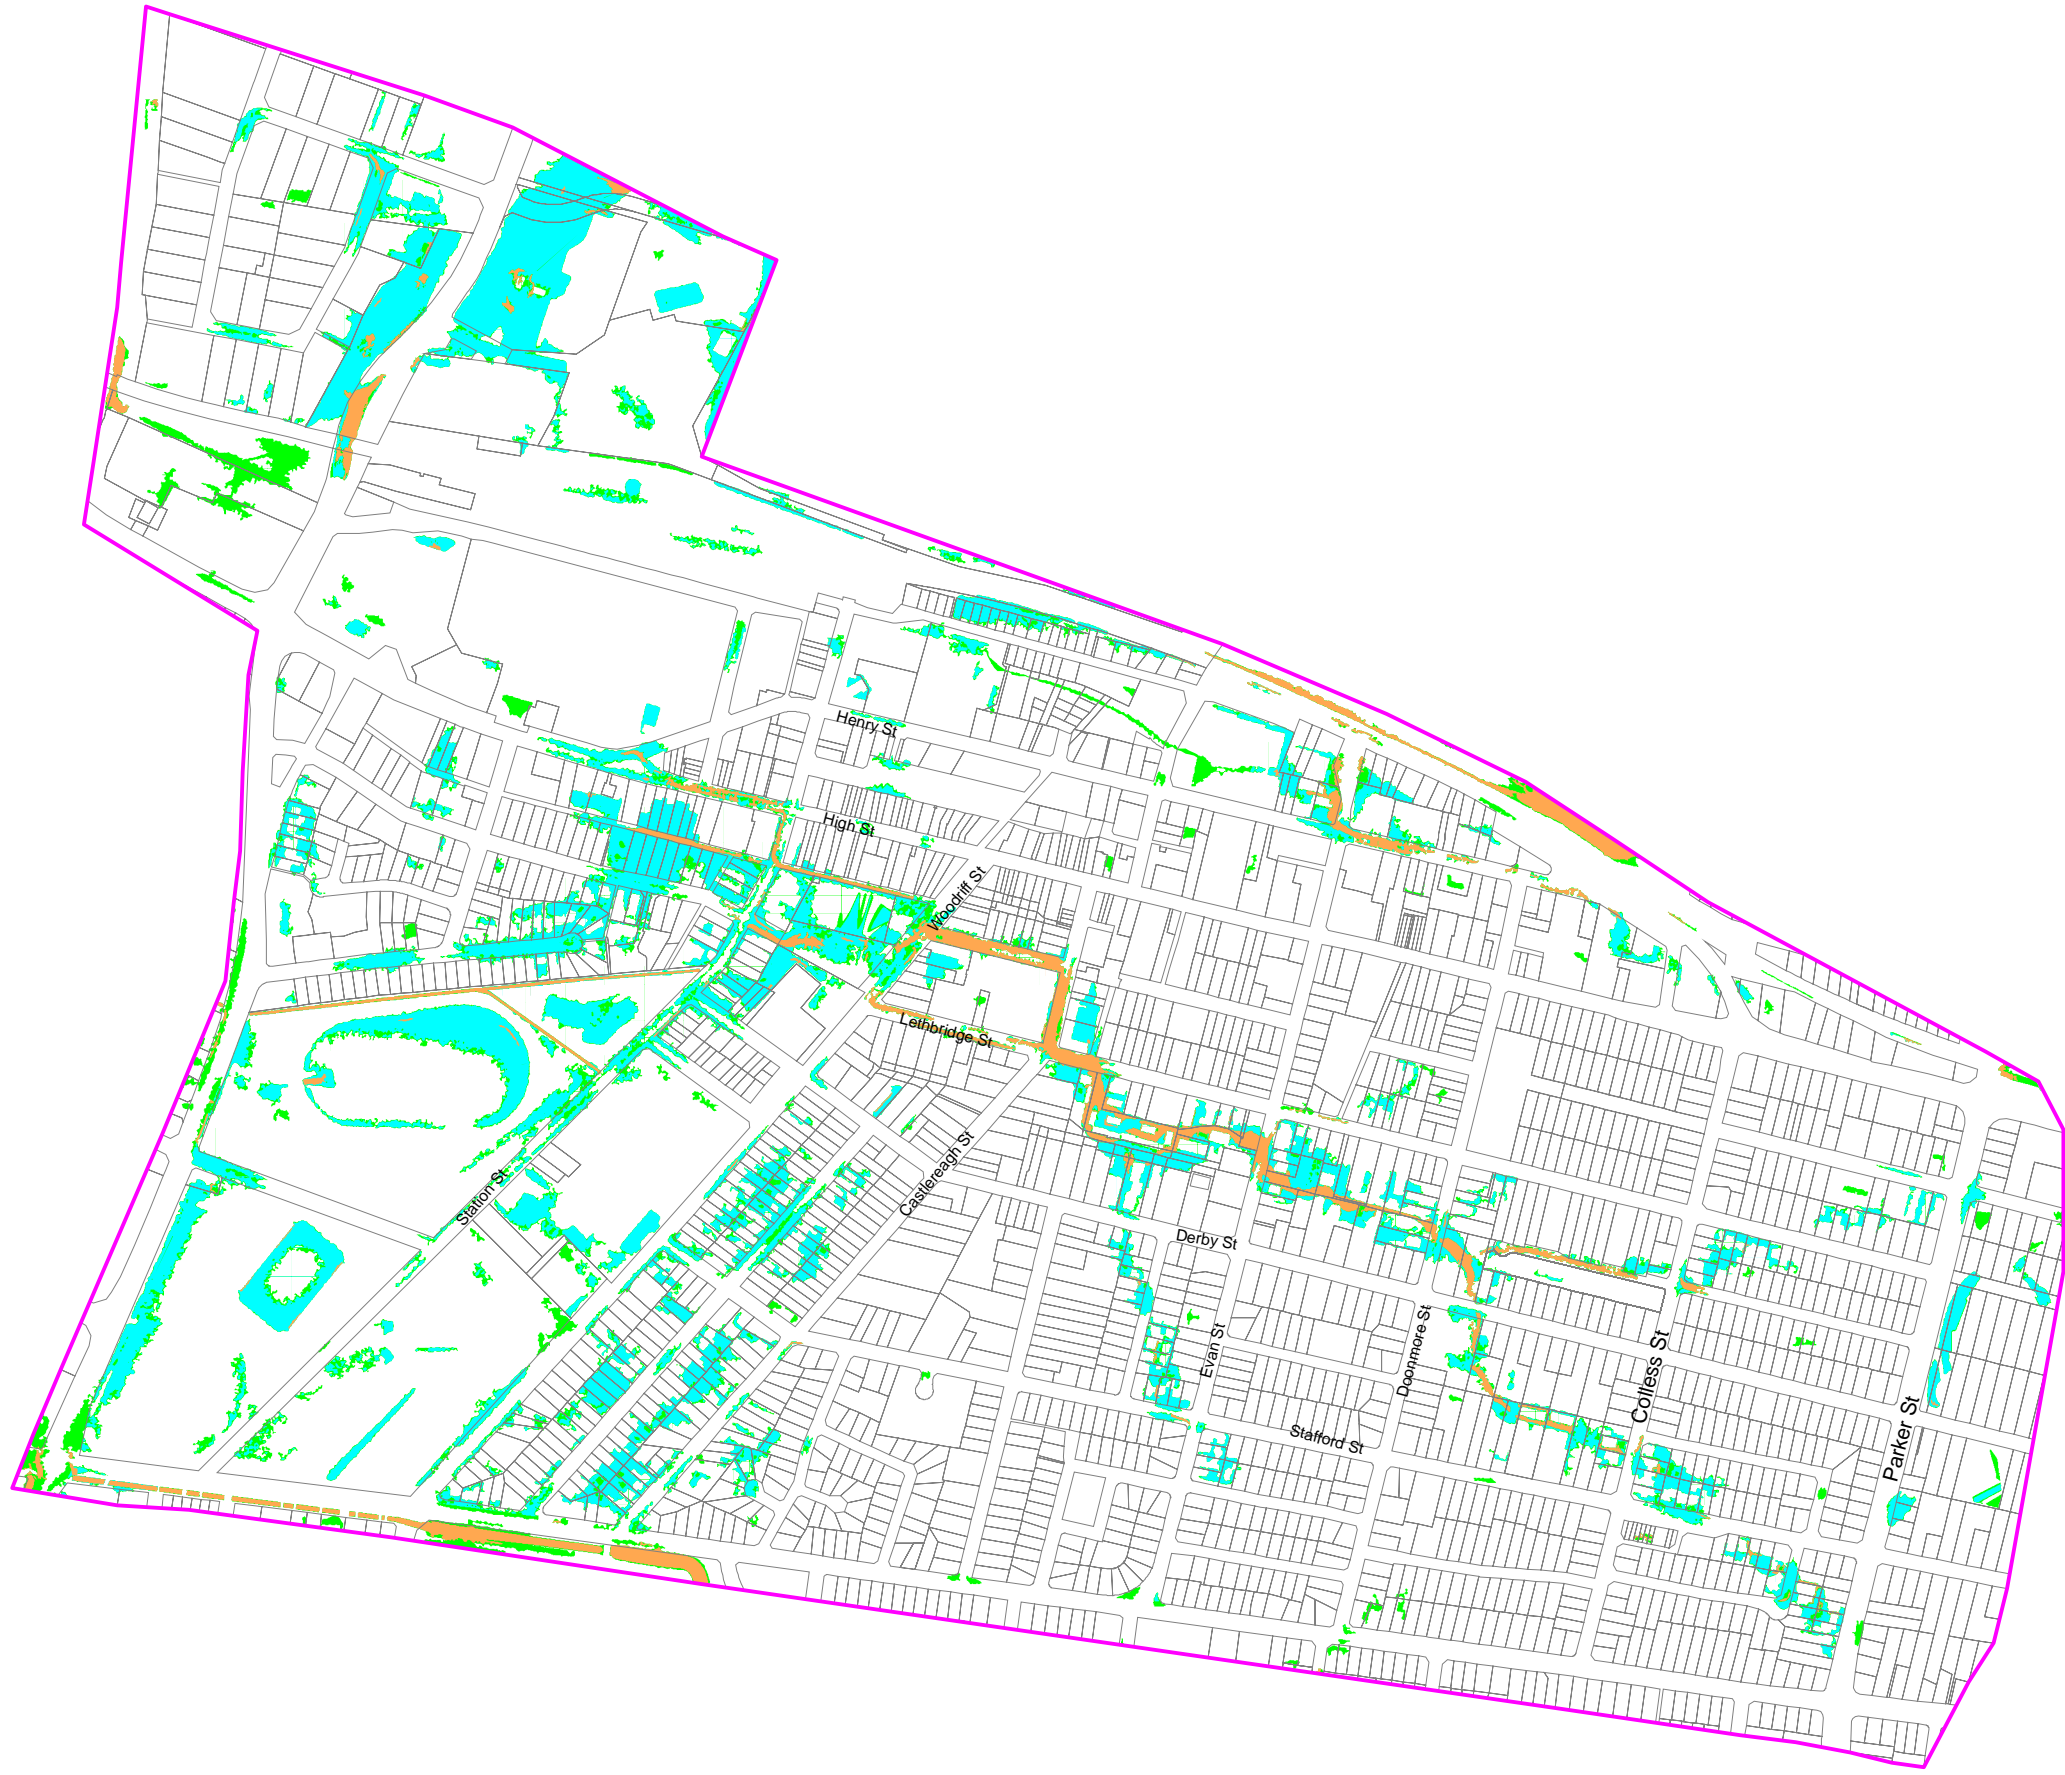 Henry St
High St
Woodriff St
Lethbridge St
Castlereagh St
Station St
Derby St
Evan St
Doonmore St
Colless St
Parker St
Stafford St